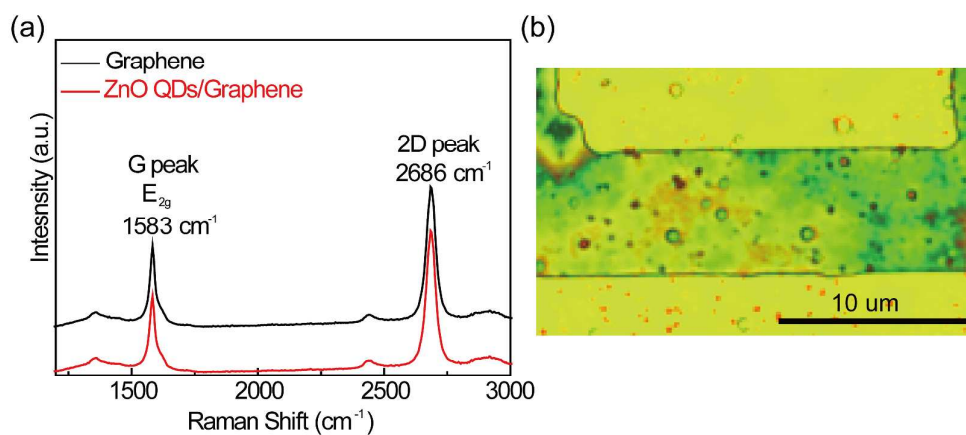 (a)
Graphene
ZnO QDs/Graphene
G peak
E2g
1583 cm-1
2D peak
2686 cm-1
Intesnsity (a.u.)
1500
2000
2500
3000
Raman Shift (cm-1)
(b)
10 um